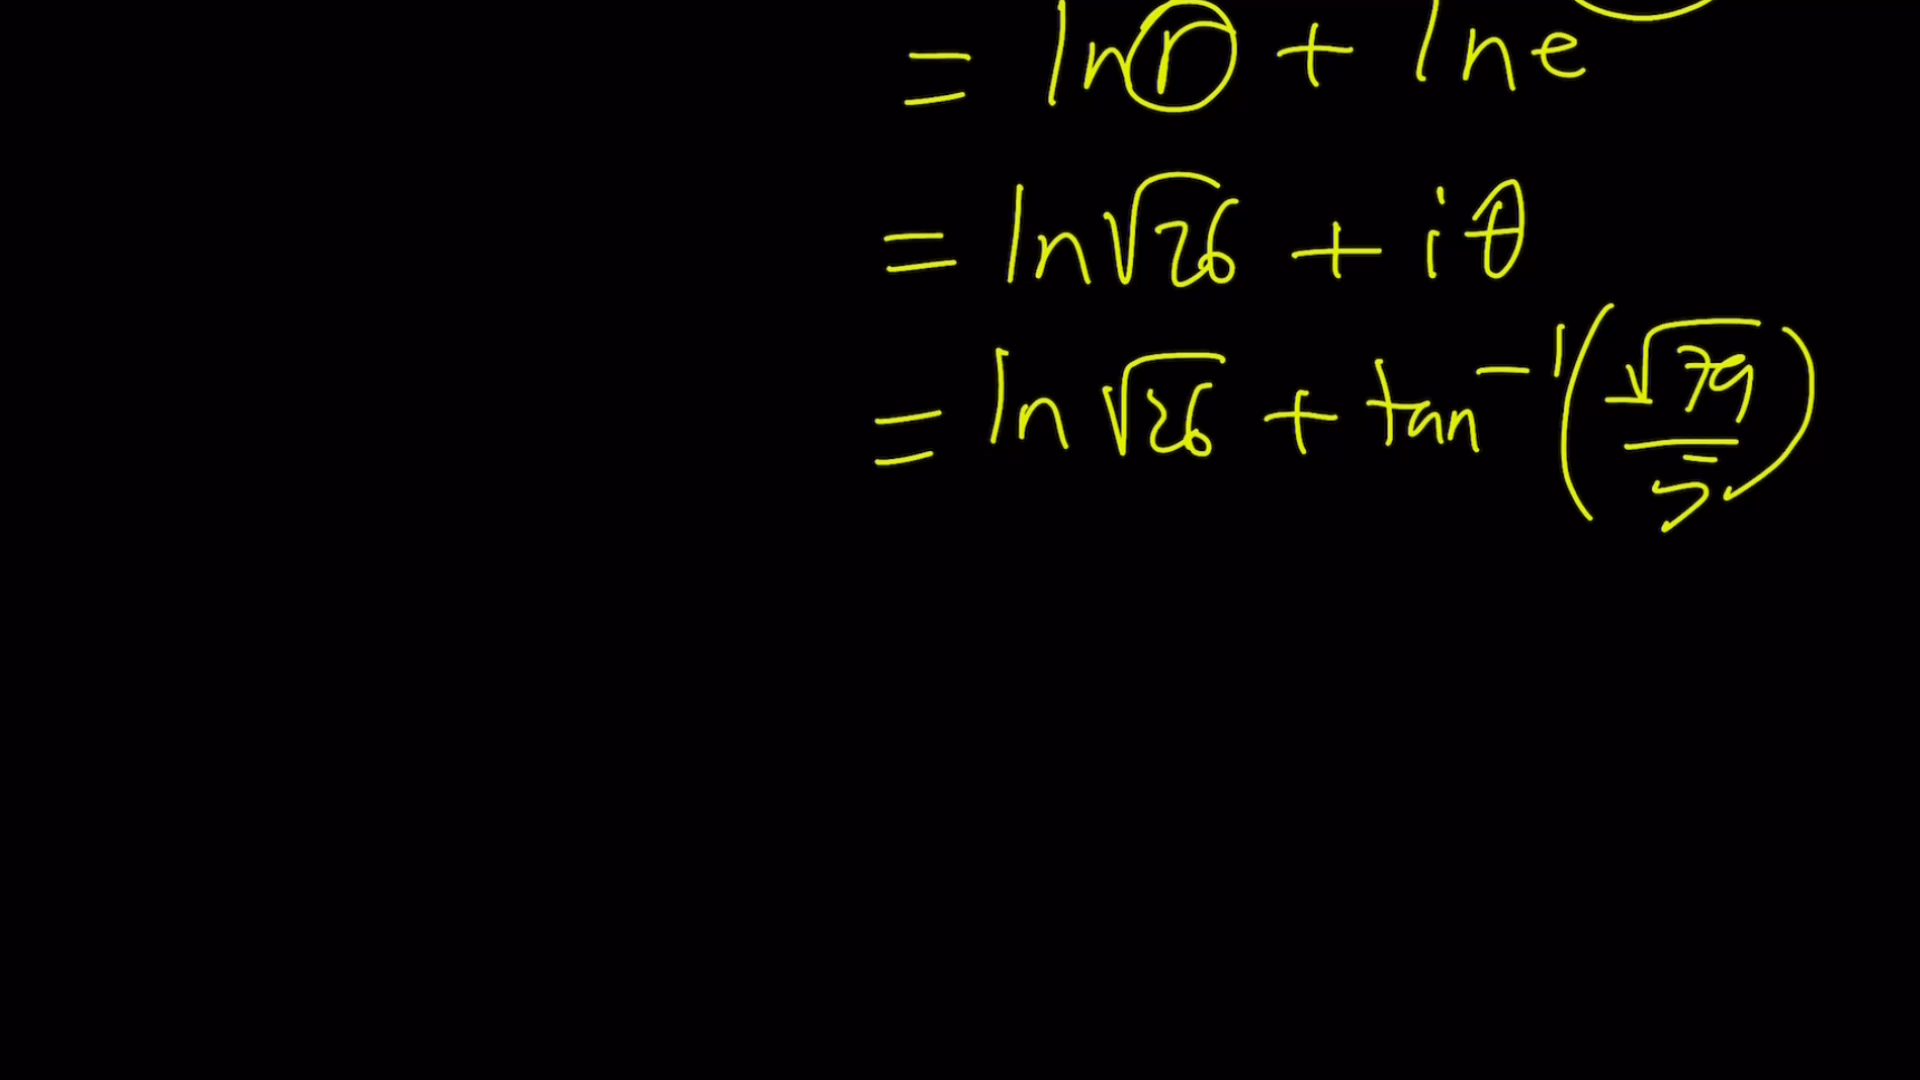 = ln r + ln e
= ln √26 + iθ
= ln √26 + tan⁻¹(√79/5)